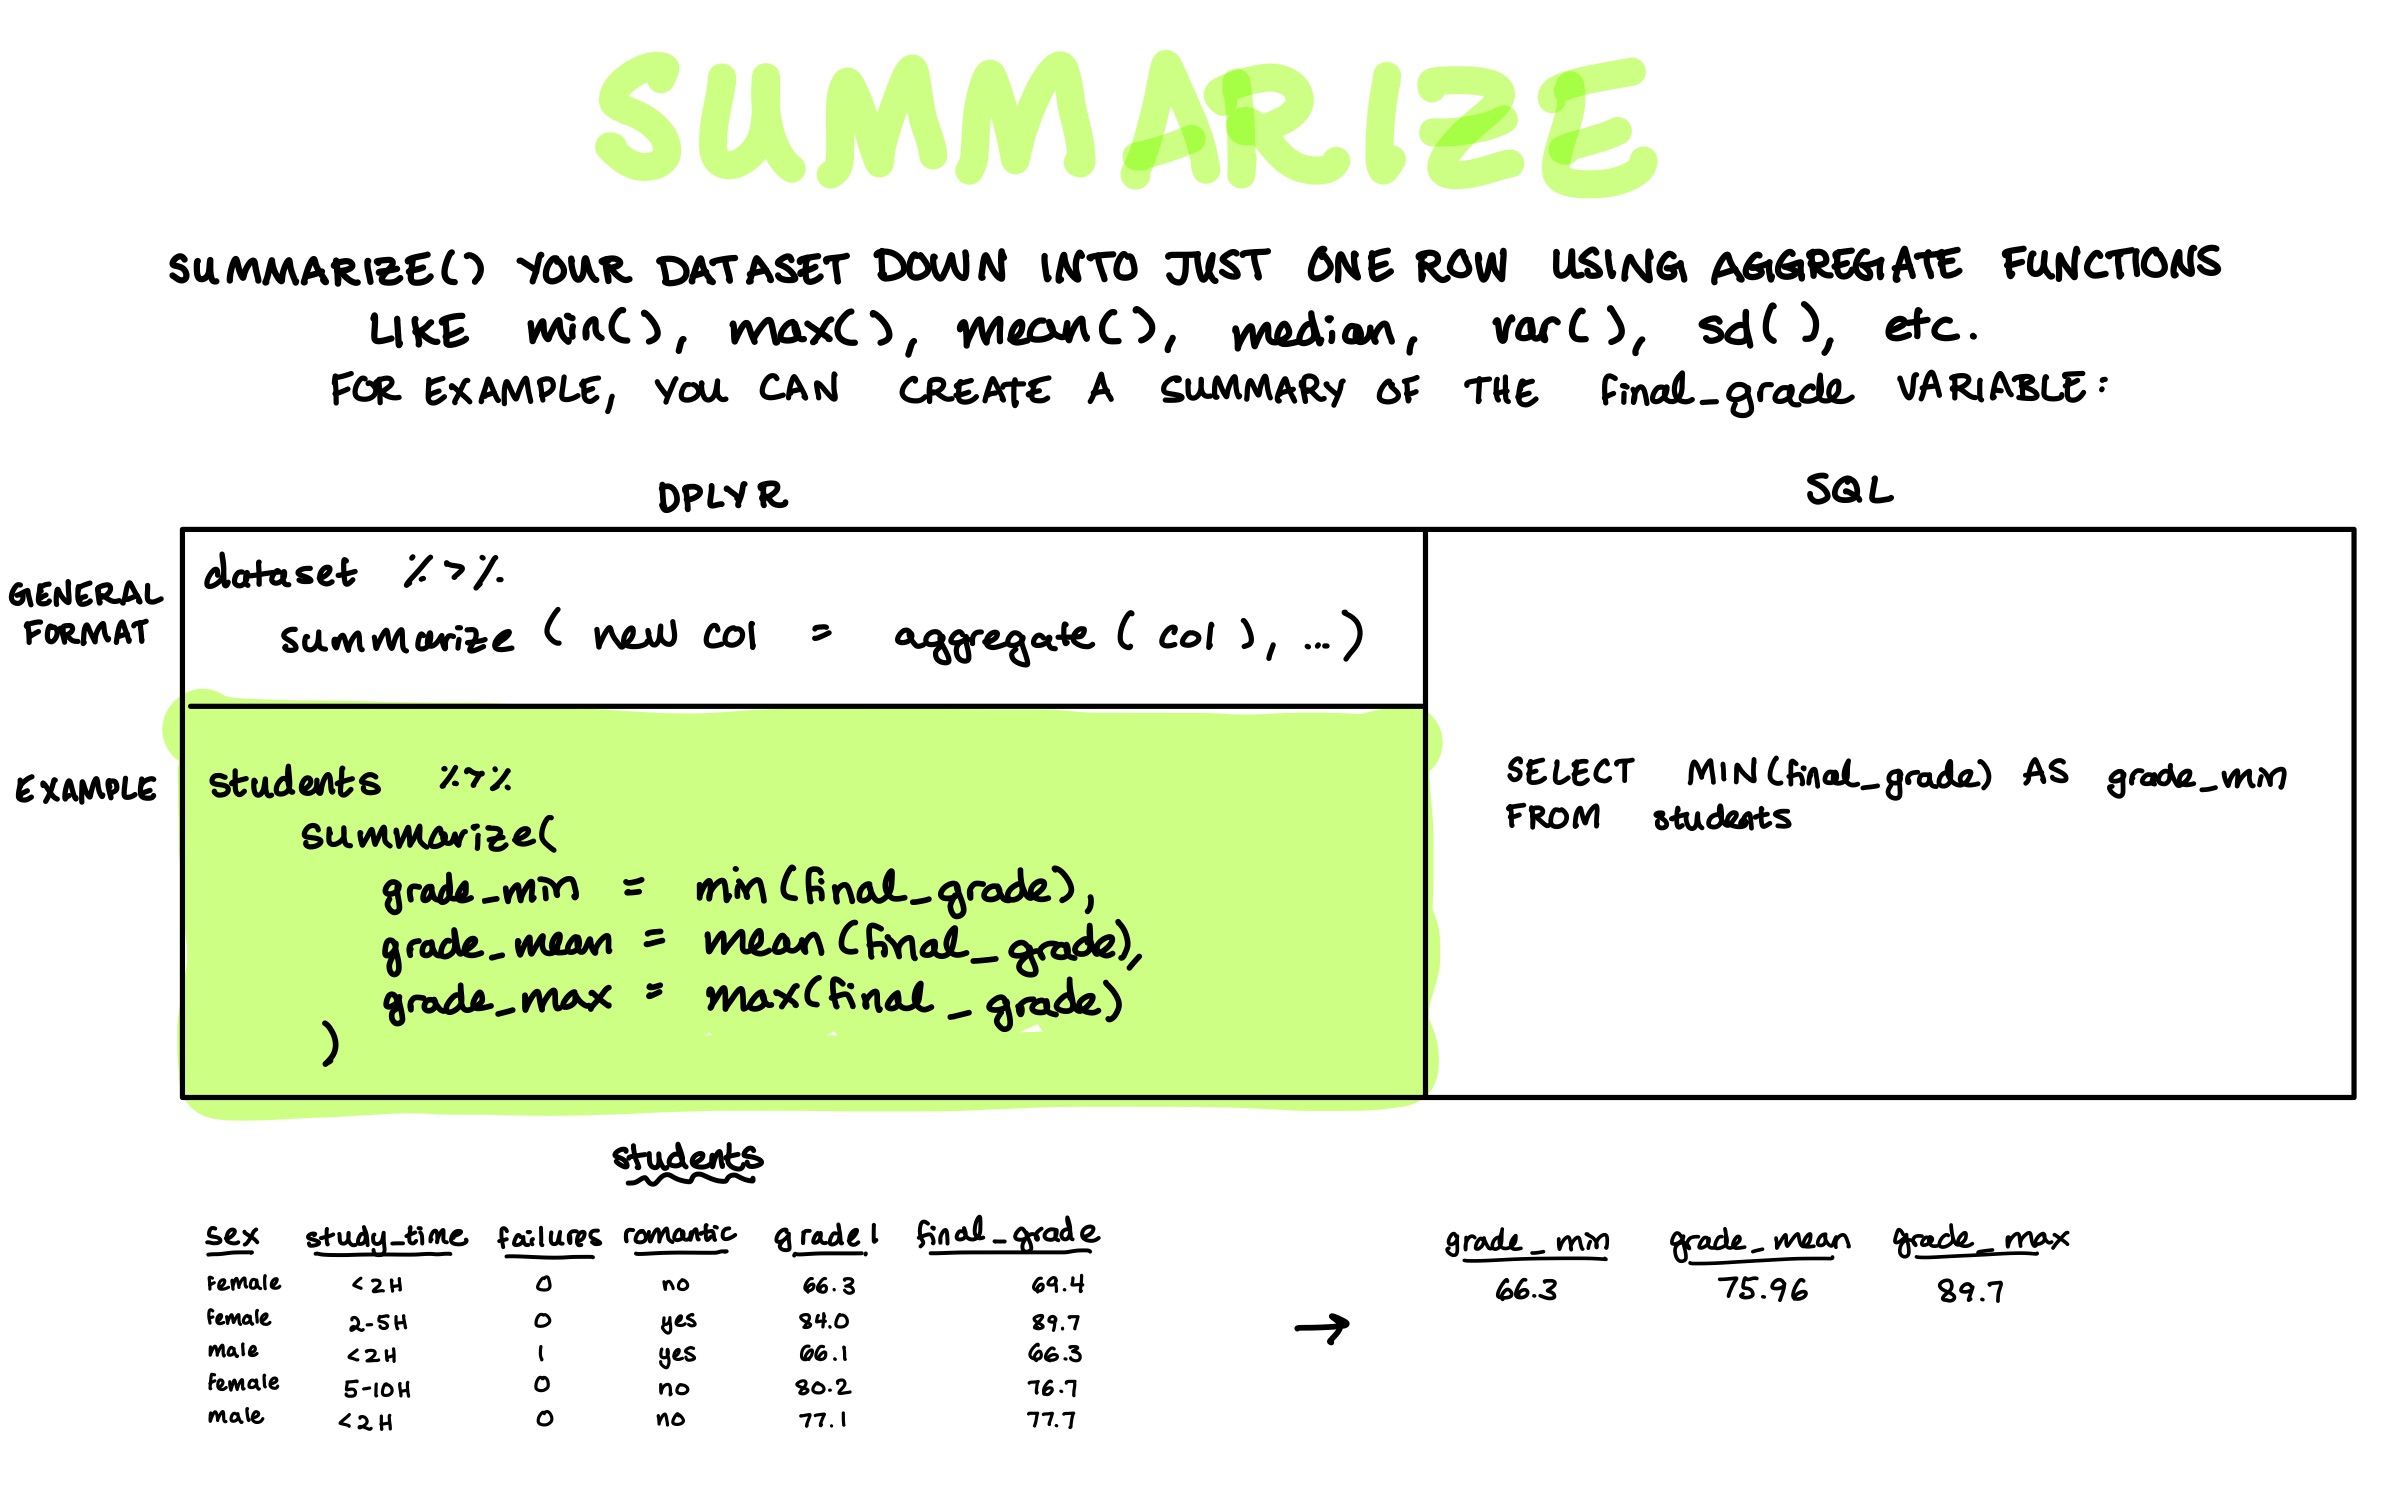 SUMMARIZE
SUMMARIZE() YOUR DATASET DOWN INTO JUST ONE ROW USING AGGREGATE FUNCTIONS
LIKE min(), max(), mean(), median, var(), sd(), etc.
FOR EXAMPLE, YOU CAN CREATE A SUMMARY OF THE final_grade VARIABLE:
DPLYR SQL
GENERAL FORMAT
dataset %>%
summarize ( new col = aggregate ( col ), ... )
EXAMPLE
students %>%
summarize(
grade_min = min (final_grade),
grade_mean = mean (final_grade),
grade_max = max(final_grade)
)
SELECT MIN(final_grade) AS grade_min
FROM students
students
sex study_time failures romantic grade1 final_grade
female <2H 0 no 66.3 69.4
female 2-5H 0 yes 84.0 89.7
male <2H 1 yes 66.1 66.3
female 5-10H 0 no 80.2 76.7
male <2H 0 no 77.1 77.7
→
grade_min grade_mean grade_max
66.3 75.96 89.7